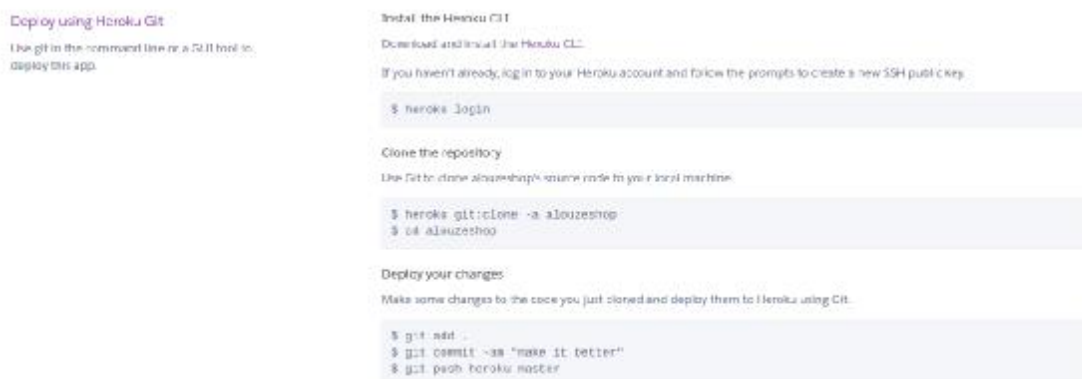 Deploy using Heroku Git
Use git in the command line or a GUI tool to
deploy this app.
Install the Heroku CLI
Download and install the Heroku CLI.
If you haven't already, log in to your Heroku account and follow the prompts to create a new SSH public key.
$ heroku login
Clone the repository
Use Git to clone alouzeshop's source code to your local machine.
$ heroku git:clone -a alouzeshop
$ cd alouzeshop
Deploy your changes
Make some changes to the code you just cloned and deploy them to Heroku using Git.
$ git add .
$ git commit -am "make it better"
$ git push heroku master